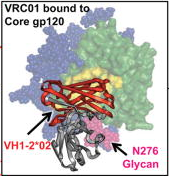 VRC01 bound to
Core gp120
VH1-2*02
N276
Glycan